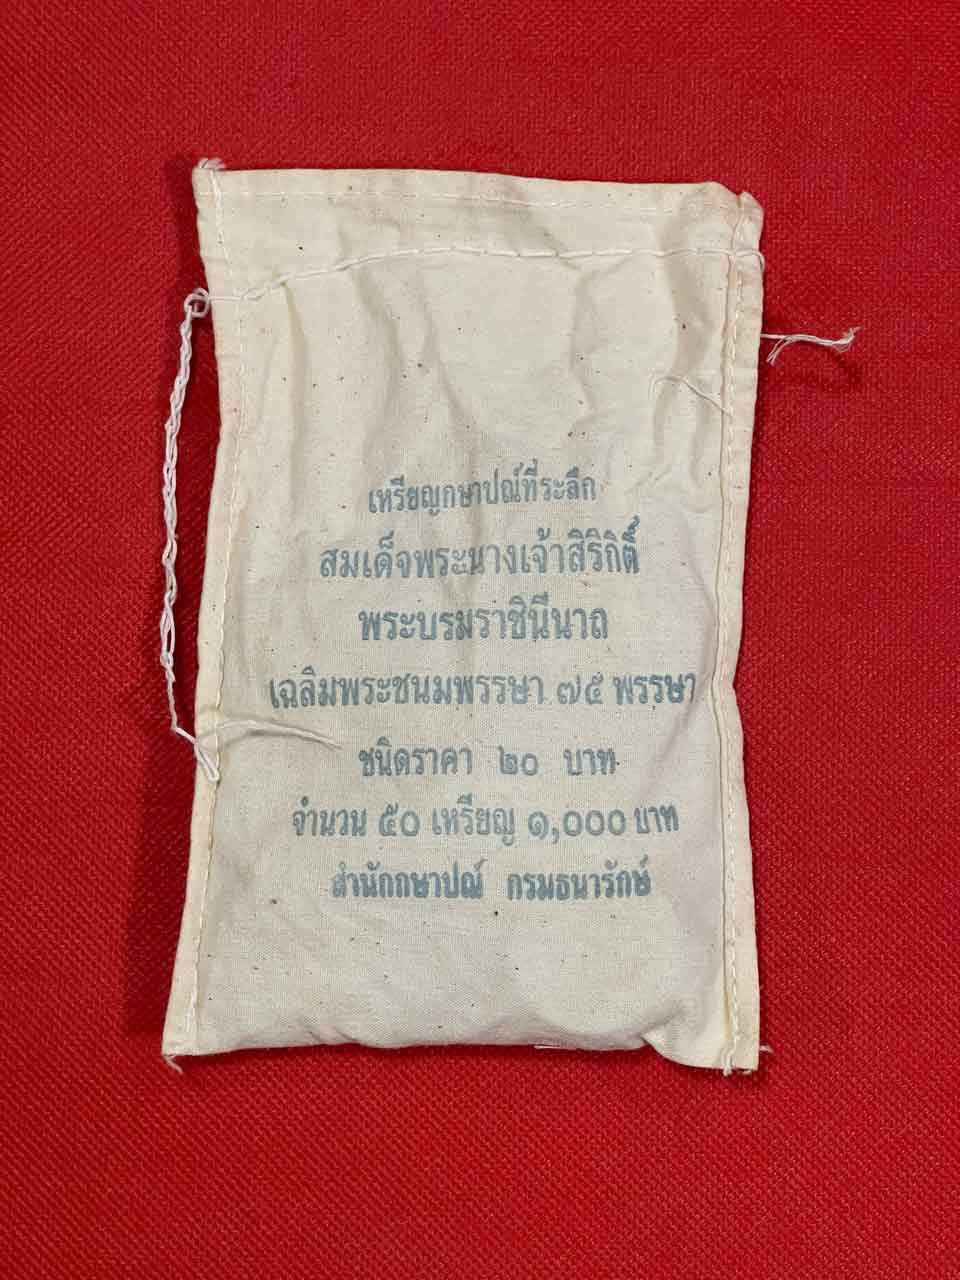 เหรียญกษาปณ์ที่ระลึก
สมเด็จพระนางเจ้าสิริกิติ์
พระบรมราชินีนาถ
เฉลิมพระชนมพรรษา ๗๕ พรรษา
ชนิดราคา ๒๐ บาท
จำนวน ๕๐ เหรียญ ๑,๐๐๐ บาท
สำนักกษาปณ์ กรมธนารักษ์